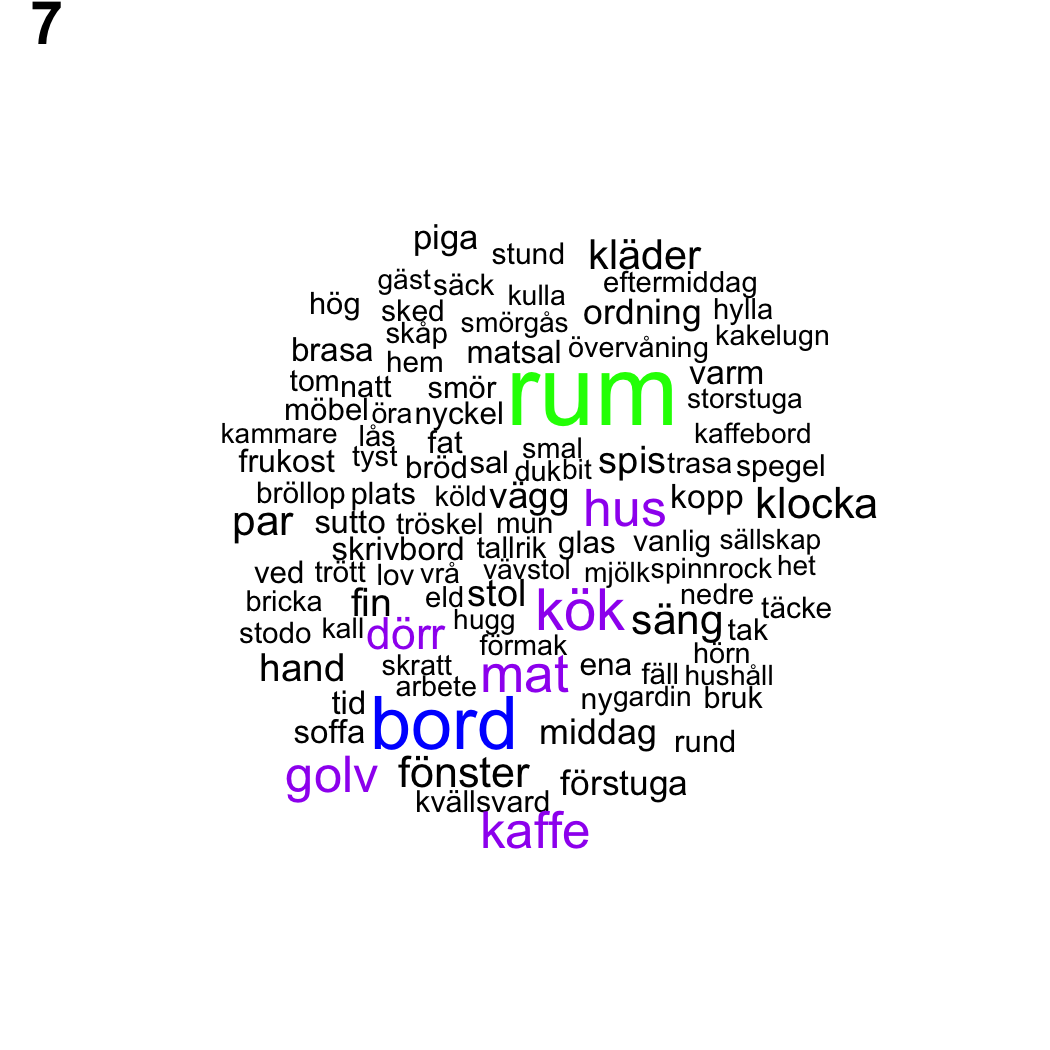 7
piga
stund kläder
gäst säck eftermiddag
hög sked kulla ordning hylla
skåp smörgås kakelugn
brasa hem matsal övervåning
tom natt smör rum varm
möbel öra nyckel storstuga
kammare lås fat smal kaffebord
frukost tyst bröd sal duk bit spis trasa spegel
bröllop plats köld vägg hus kopp klocka
par sutto tröskel mun
skrivbord tallrik glas vanlig sällskap
ved trött lov vrå vävstol mjölk spinnrock het
bricka fin eld stol kök nedre täcke
stodo kall dörr hugg säng tak
förmak hörn
hand skratt mat ena fäll hushåll
arbete
tid bord ny gardin bruk
soffa middag rund
golv fönster förstuga
kvällsvard
kaffe